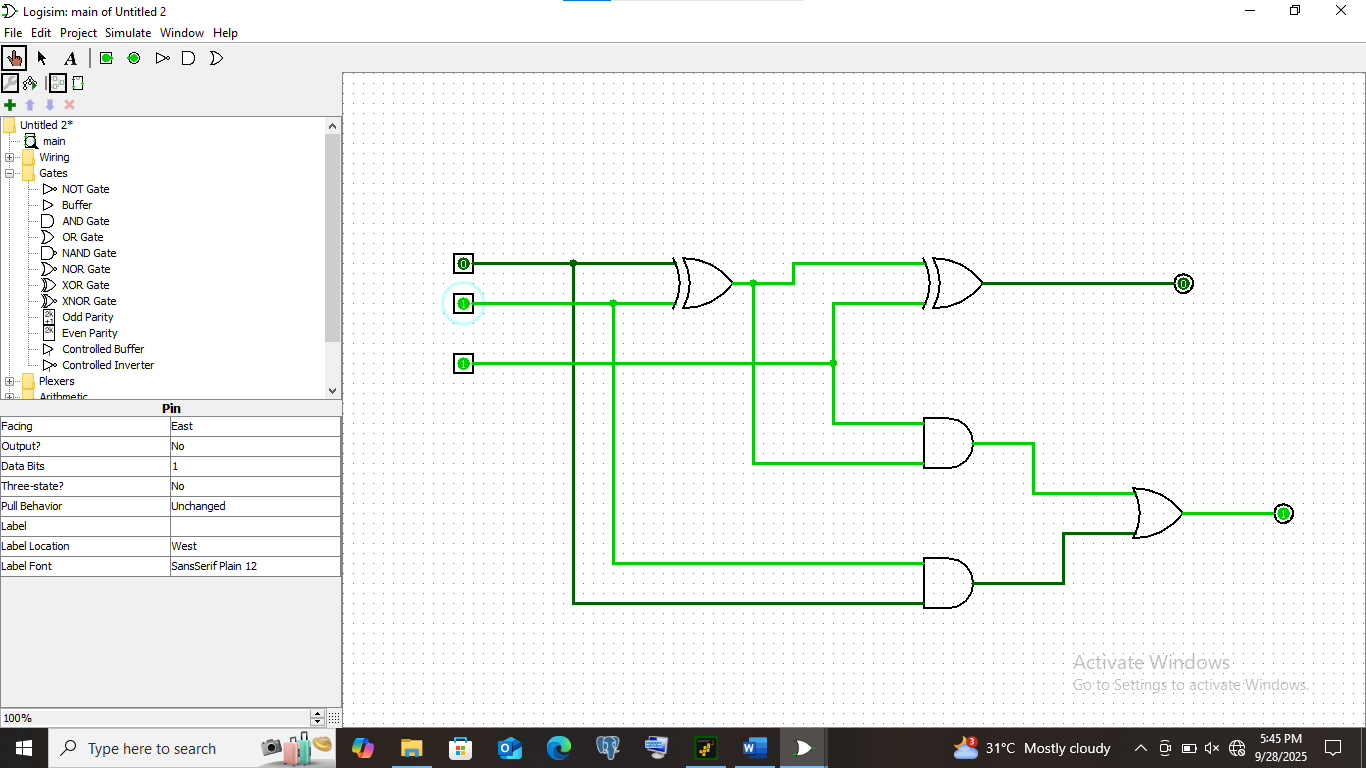 Logisim: main of Untitled 2
File Edit Project Simulate Window Help
A
Untitled 2*
main
Wiring
Gates
NOT Gate
Buffer
AND Gate
OR Gate
NAND Gate
NOR Gate
XOR Gate
XNOR Gate
Odd Parity
Even Parity
Controlled Buffer
Controlled Inverter
Plexers
Arithmetic
Pin
Facing East
Output? No
Data Bits 1
Three-state? No
Pull Behavior Unchanged
Label
Label Location West
Label Font SansSerif Plain 12
100%
0
1
1
0
1
Activate Windows
Go to Settings to activate Windows.
Type here to search
3
31°C Mostly cloudy
5:45 PM
9/28/2025